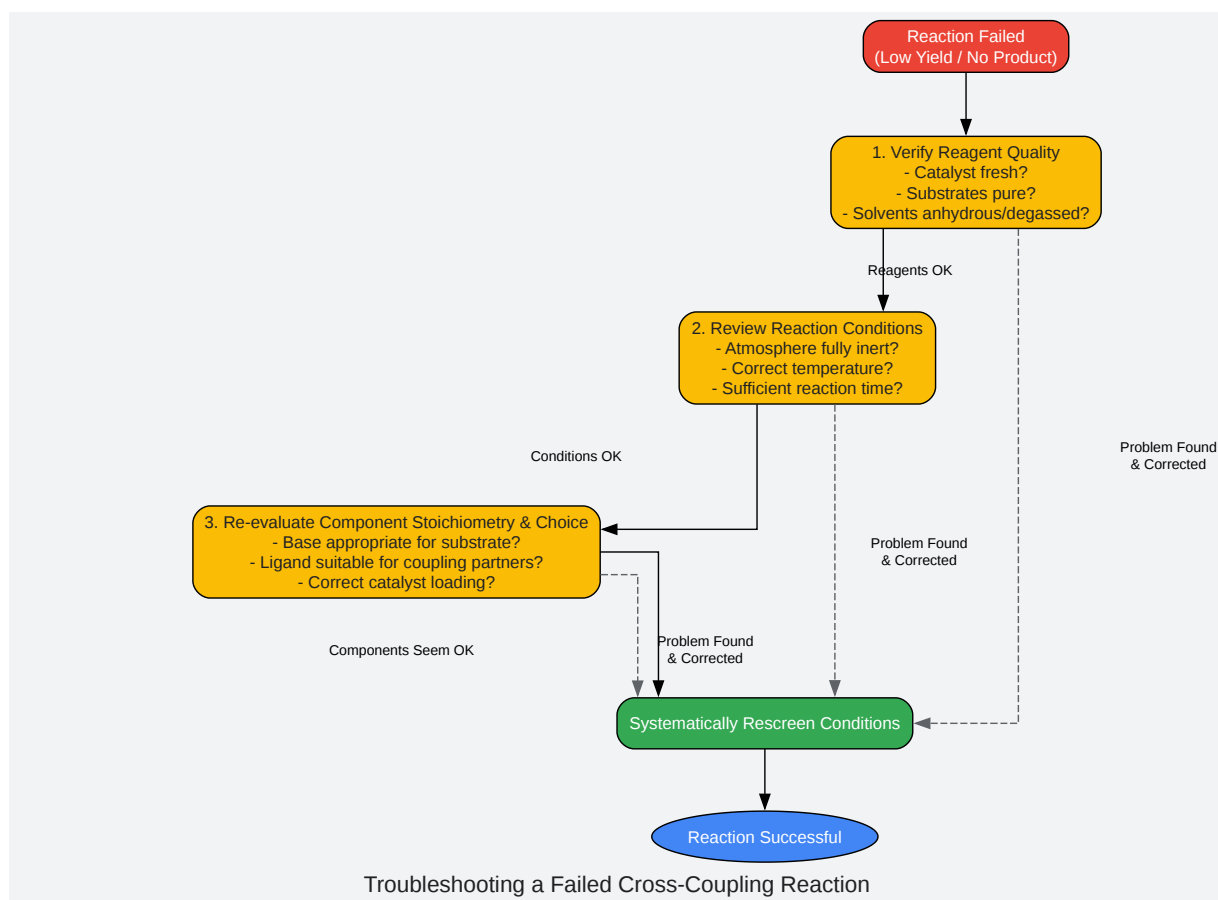 Reaction Failed
(Low Yield / No Product)
1. Verify Reagent Quality
- Catalyst fresh?
- Substrates pure?
- Solvents anhydrous/degassed?
Reagents OK
2. Review Reaction Conditions
- Atmosphere fully inert?
- Correct temperature?
- Sufficient reaction time?
Conditions OK
Problem Found
& Corrected
3. Re-evaluate Component Stoichiometry & Choice
- Base appropriate for substrate?
- Ligand suitable for coupling partners?
- Correct catalyst loading?
Problem Found
& Corrected
Components Seem OK
Problem Found
& Corrected
Systematically Rescreen Conditions
Reaction Successful
Troubleshooting a Failed Cross-Coupling Reaction